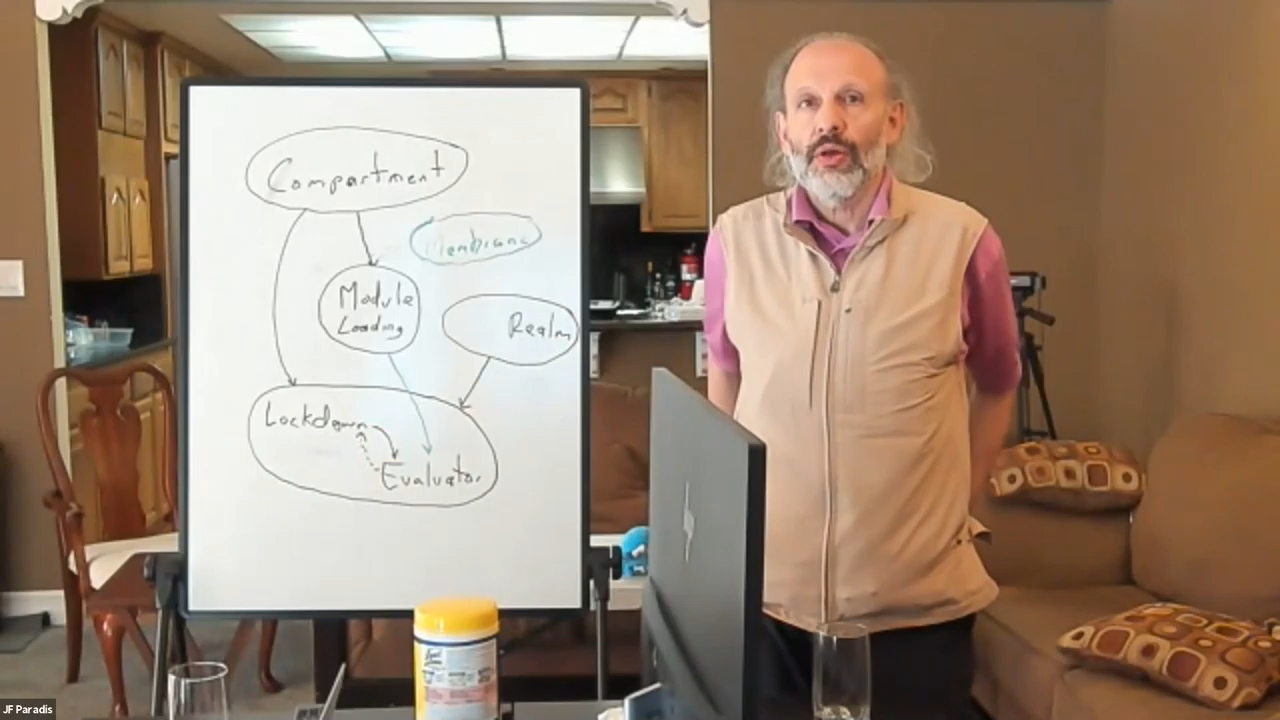 Compartment
Membrane
Module
Loading
Realm
Lockdown
Evaluator
JF Paradis